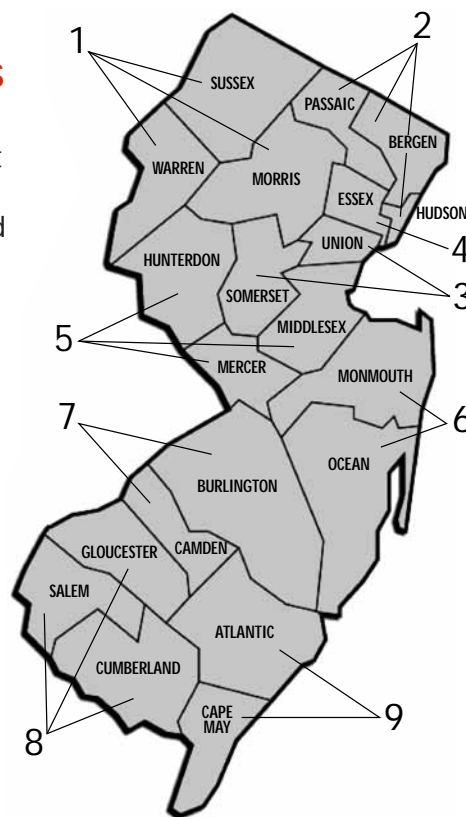 s
t
d
1
2
SUSSEX
PASSAIC
BERGEN
WARREN
MORRIS
ESSEX
HUDSON
4
UNION
HUNTERDON
3
SOMERSET
5
MIDDLESEX
MERCER
MONMOUTH
6
7
OCEAN
BURLINGTON
GLOUCESTER
CAMDEN
SALEM
ATLANTIC
CUMBERLAND
8
CAPE
MAY
9